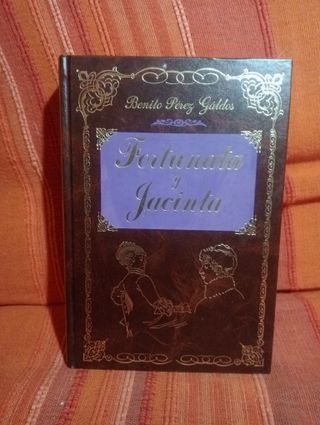 Benito Pérez Galdós
Fortunata
y
Jacinta